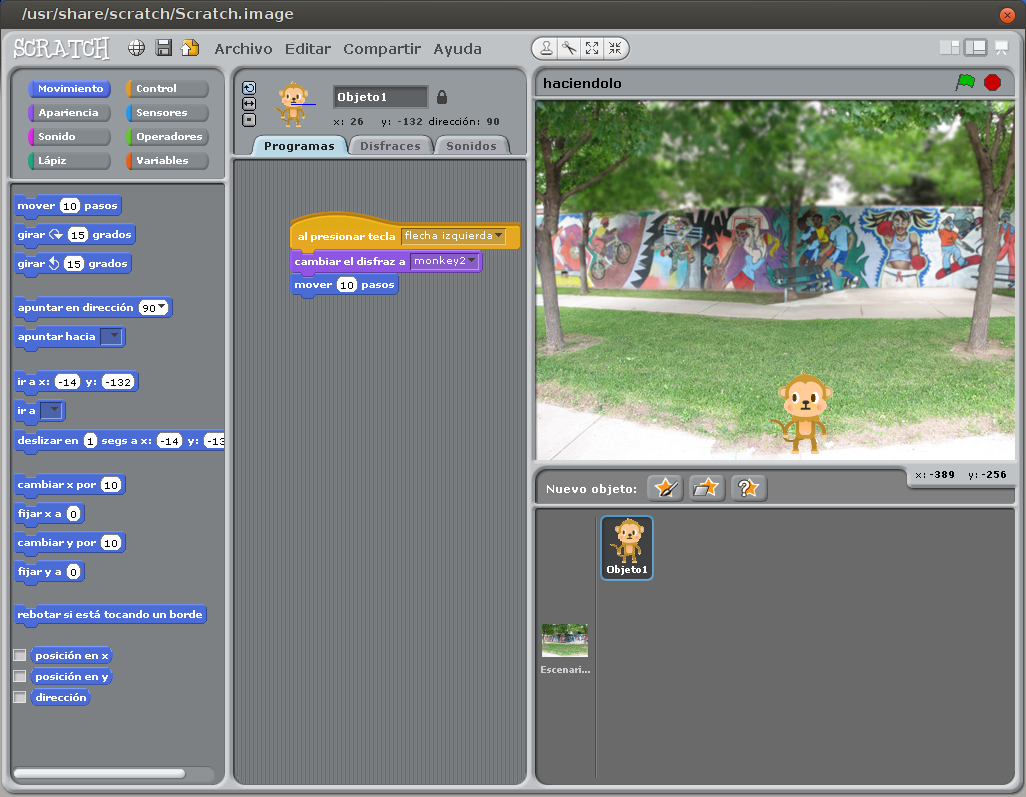 /usr/share/scratch/Scratch.image
SCRATCH
Archivo Editar Compartir Ayuda
Movimiento Control
Apariencia Sensores
Sonido Operadores
Lápiz Variables
mover 10 pasos
girar 15 grados
girar 15 grados
apuntar en dirección 90
apuntar hacia
ir a x: -14 y: -132
ir a
deslizar en 1 segs a x: -14 y: -13
cambiar x por 10
fijar x a 0
cambiar y por 10
fijar y a 0
rebotar si está tocando un borde
posición en x
posición en y
dirección
Objeto1
x: 26 y: -132 dirección: 90
Programas Disfraces Sonidos
al presionar tecla flecha izquierda
cambiar el disfraz a monkey2
mover 10 pasos
haciendolo
x: -389 y: -256
Nuevo objeto:
Objeto1
Escenari...